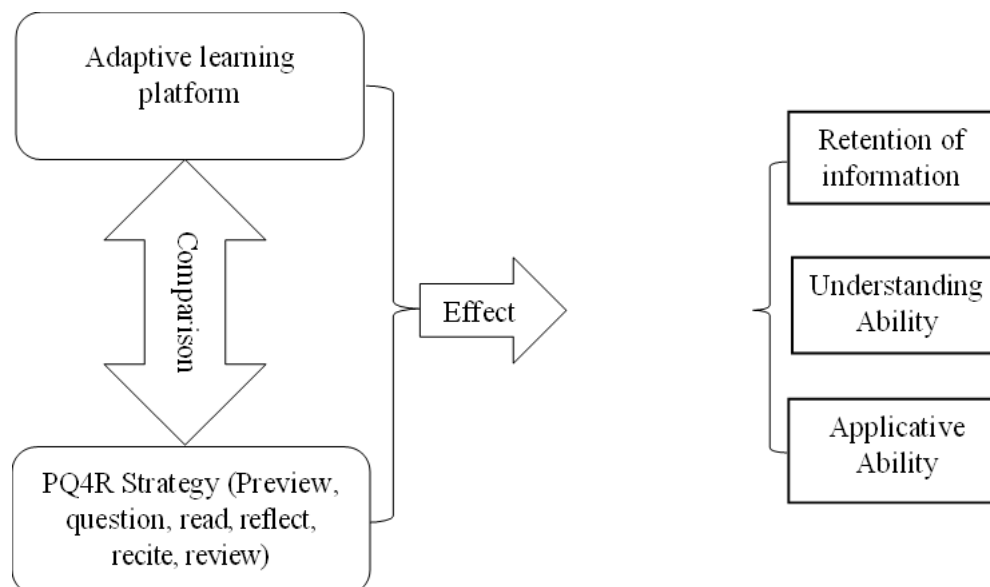 Adaptive learning
platform
Comparison
PQ4R Strategy (Preview,
question, read, reflect,
recite, review)
Effect
Retention of
information
Understanding
Ability
Applicative
Ability